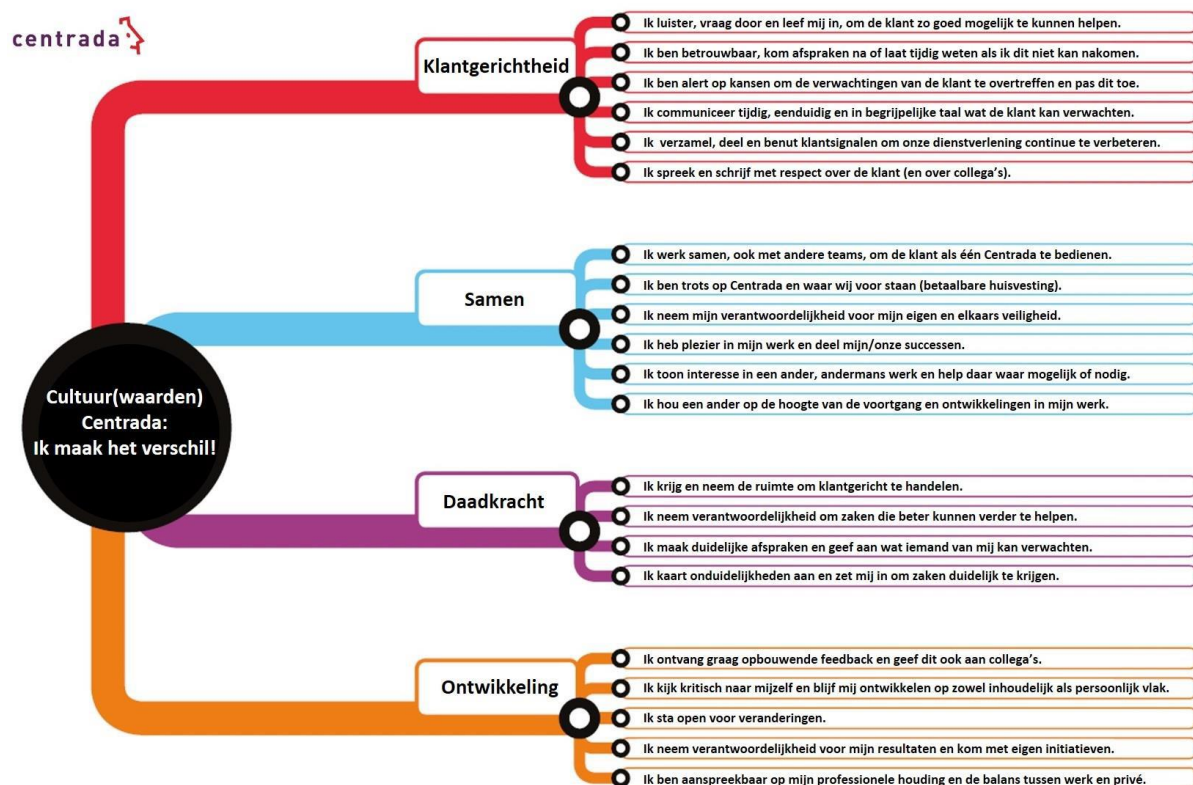 centrada
Klantgerichtheid
Ik luister, vraag door en leef mij in, om de klant zo goed mogelijk te kunnen helpen.
Ik ben betrouwbaar, kom afspraken na of laat tijdig weten als ik dit niet kan nakomen.
Ik ben alert op kansen om de verwachtingen van de klant te overtreffen en pas dit toe.
Ik communiceer tijdig, eenduidig en in begrijpelijke taal wat de klant kan verwachten.
Ik verzamel, deel en benut klantsignalen om onze dienstverlening continue te verbeteren.
Ik spreek en schrijf met respect over de klant (en over collega's).
Samen
Ik werk samen, ook met andere teams, om de klant als één Centrada te bedienen.
Ik ben trots op Centrada en waar wij voor staan (betaalbare huisvesting).
Ik neem mijn verantwoordelijkheid voor mijn eigen en elkaars veiligheid.
Ik heb plezier in mijn werk en deel mijn/onze successen.
Ik toon interesse in een ander, andermans werk en help daar waar mogelijk of nodig.
Ik hou een ander op de hoogte van de voortgang en ontwikkelingen in mijn werk.
Cultuur(waarden)
Centrada:
Ik maak het verschil!
Daadkracht
Ik krijg en neem de ruimte om klantgericht te handelen.
Ik neem verantwoordelijkheid om zaken die beter kunnen verder te helpen.
Ik maak duidelijke afspraken en geef aan wat iemand van mij kan verwachten.
Ik kaart onduidelijkheden aan en zet mij in om zaken duidelijk te krijgen.
Ontwikkeling
Ik ontvang graag opbouwende feedback en geef dit ook aan collega's.
Ik kijk kritisch naar mijzelf en blijf mij ontwikkelen op zowel inhoudelijk als persoonlijk vlak.
Ik sta open voor veranderingen.
Ik neem verantwoordelijkheid voor mijn resultaten en kom met eigen initiatieven.
Ik ben aanspreekbaar op mijn professionele houding en de balans tussen werk en privé.